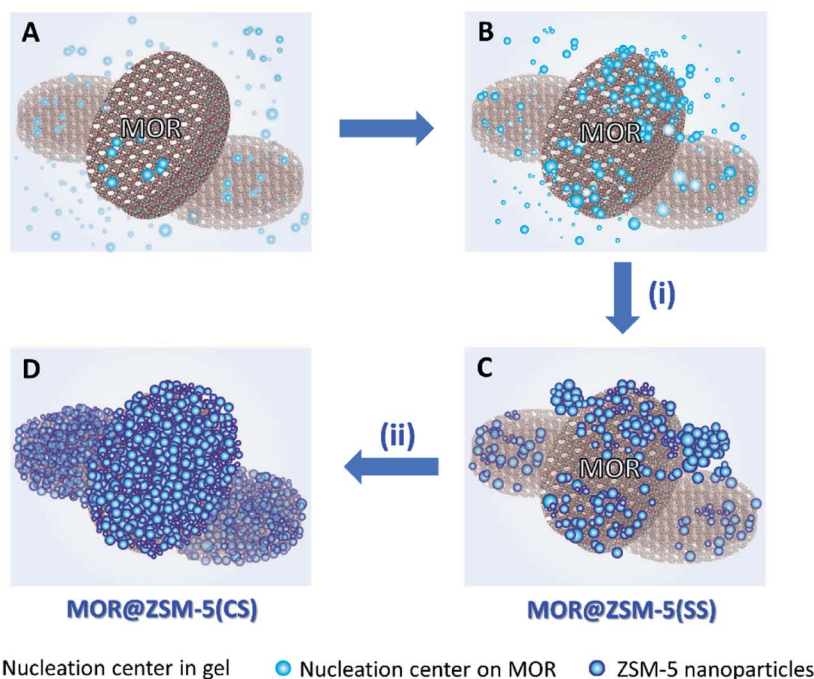 A
MOR
B
MOR
(i)
D
(ii)
C
MOR
MOR@ZSM-5(CS)
MOR@ZSM-5(SS)
Nucleation center in gel
Nucleation center on MOR
ZSM-5 nanoparticles